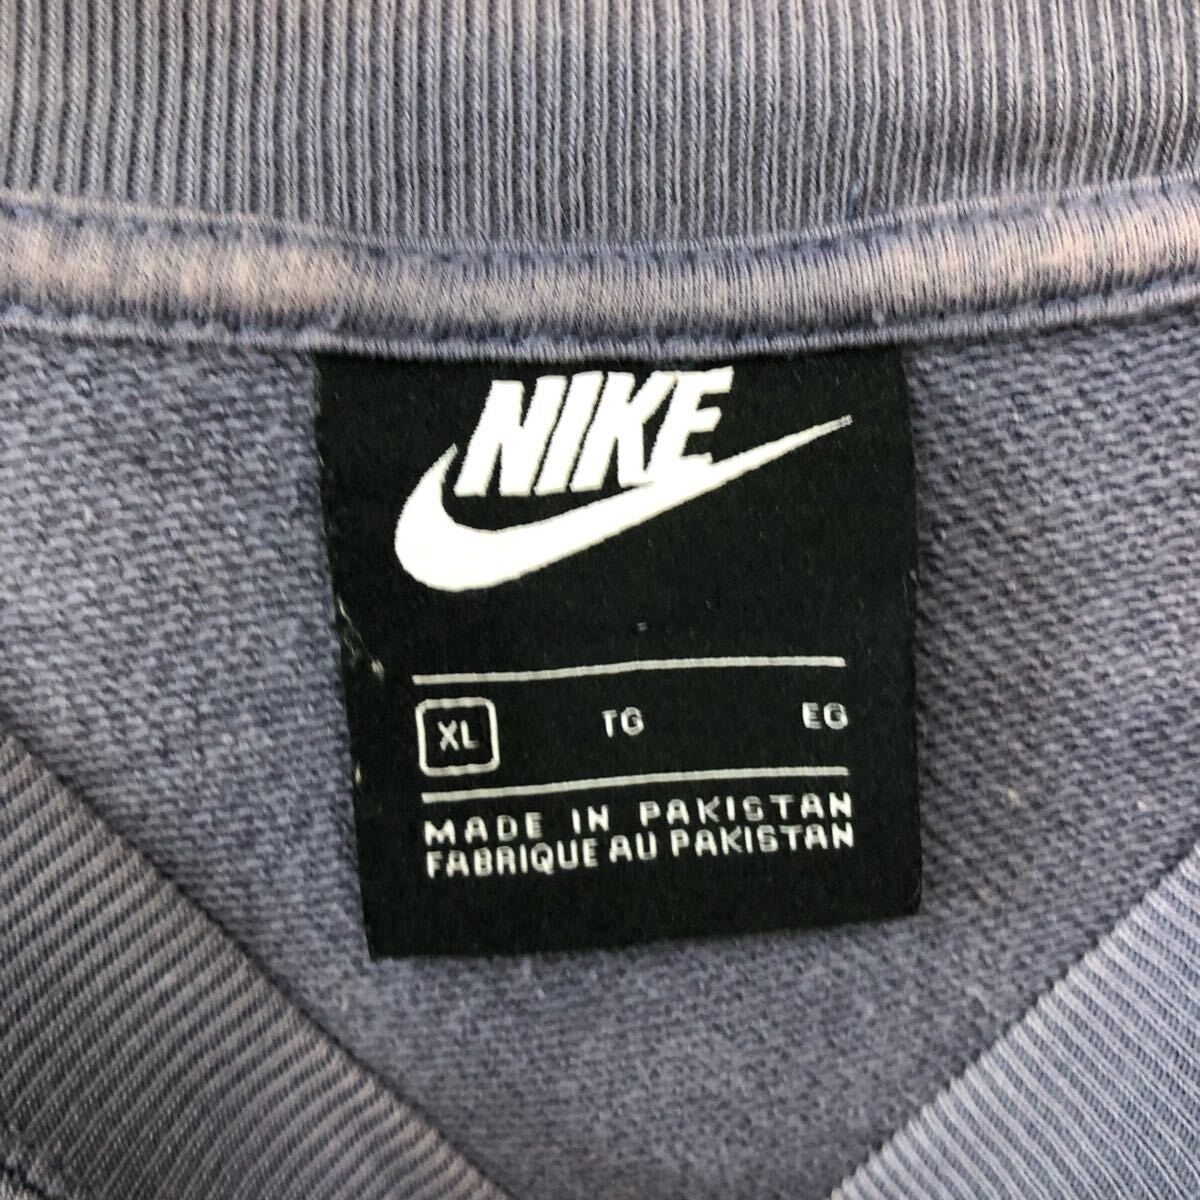 NIKE
XL TG EG
MADE IN PAKISTAN
FABRIQUE AU PAKISTAN